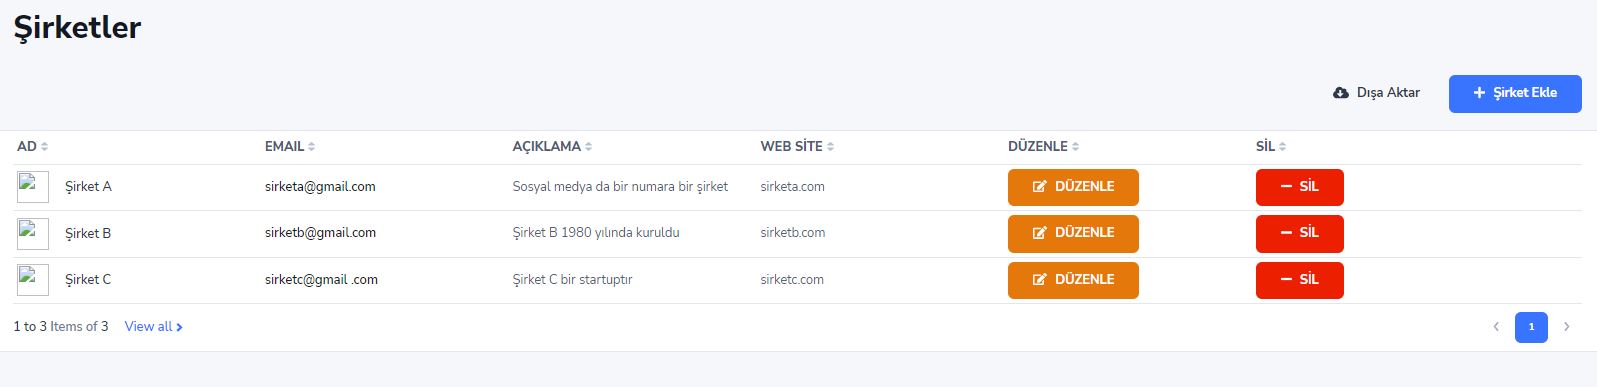 Şirketler
Dışa Aktar
Şirket Ekle
AD EMAIL AÇIKLAMA WEB SİTE DÜZENLE SİL
Şirket A sirketa@gmail.com Sosyal medya da bir numara bir şirket sirketa.com DÜZENLE SİL
Şirket B sirketb@gmail.com Şirket B 1980 yılında kuruldu sirketb.com DÜZENLE SİL
Şirket C sirketc@gmail .com Şirket C bir startuptır sirketc.com DÜZENLE SİL
1 to 3 Items of 3 View all 1